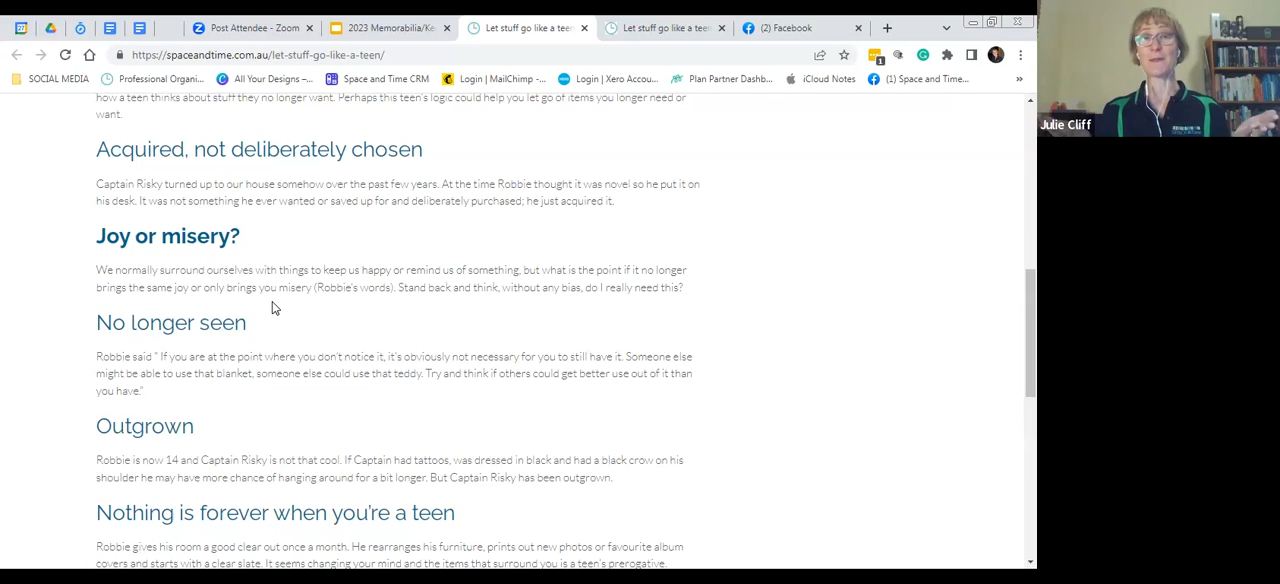 Post Attendee - Zoom
2023 Memorabilia/Ke
Let stuff go like a teen
Let stuff go like a teen
(2) Facebook
https://spaceandtime.com.au/let-stuff-go-like-a-teen/
SOCIAL MEDIA
Professional Organi...
All Your Designs –...
Space and Time CRM
Login | MailChimp -...
Login | Xero Accou...
Plan Partner Dashb...
iCloud Notes
(1) Space and Time...
»
how a teen thinks about stuff they no longer want. Perhaps this teen's logic could help you let go of items you longer need or
want.
Acquired, not deliberately chosen
Captain Risky turned up to our house somehow over the past few years. At the time Robbie thought it was novel so he put it on
his desk. It was not something he ever wanted or saved up for and deliberately purchased; he just acquired it.
Joy or misery?
We normally surround ourselves with things to keep us happy or remind us of something, but what is the point if it no longer
brings the same joy or only brings you misery (Robbie's words). Stand back and think, without any bias, do I really need this?
No longer seen
Robbie said " If you are at the point where you don't notice it, it's obviously not necessary for you to still have it. Someone else
might be able to use that blanket, someone else could use that teddy. Try and think if others could get better use out of it than
you have."
Outgrown
Robbie is now 14 and Captain Risky is not that cool. If Captain had tattoos, was dressed in black and had a black crow on his
shoulder he may have more chance of hanging around for a bit longer. But Captain Risky has been outgrown.
Nothing is forever when you're a teen
Robbie gives his room a good clear out once a month. He rearranges his furniture, prints out new photos or favourite album
covers and starts with a clear slate. It seems changing your mind and the items that surround you is a teen's prerogative.
Julie Cliff